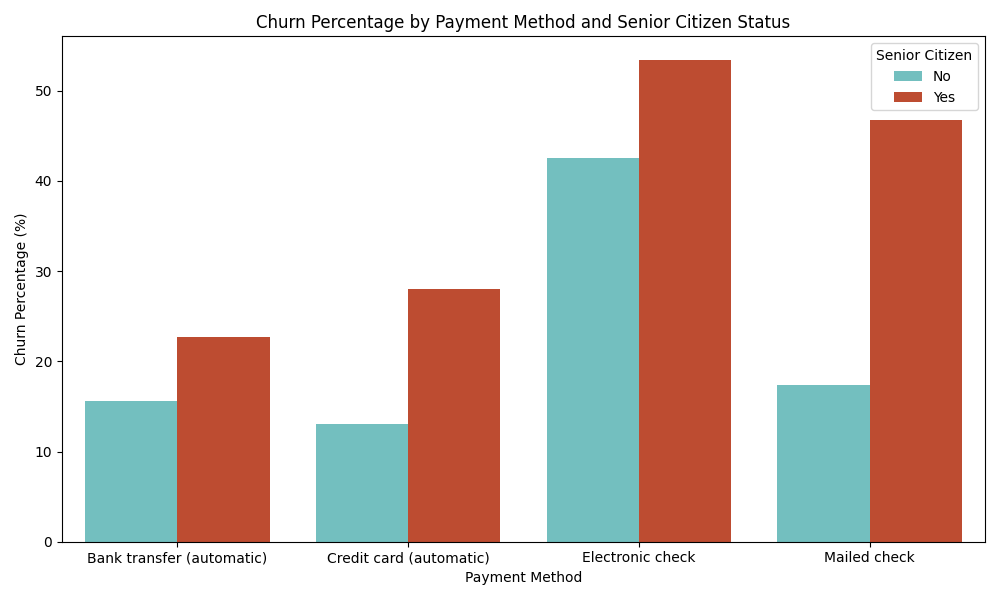 Churn Percentage by Payment Method and Senior Citizen Status
Senior Citizen
No
Yes
Churn Percentage (%)
50
40
30
20
10
0
Bank transfer (automatic)
Credit card (automatic)
Electronic check
Mailed check
Payment Method